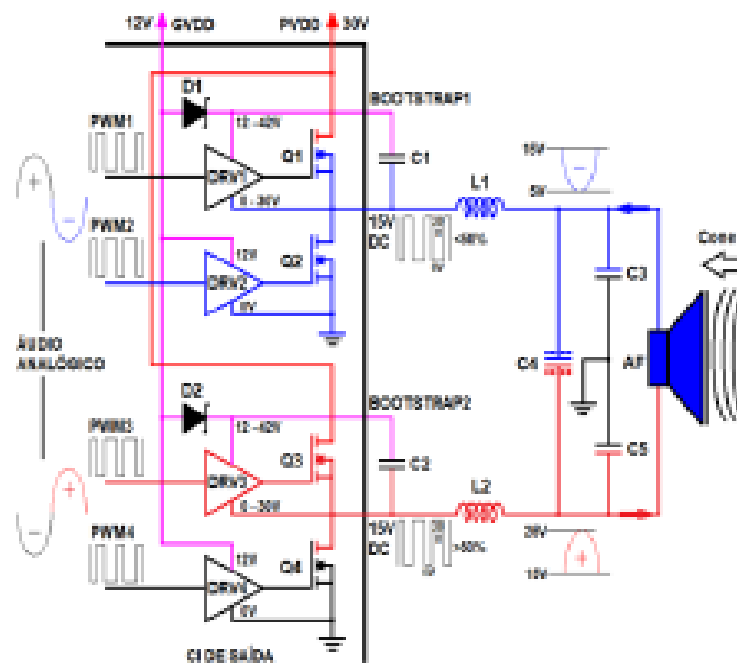 12V GVDD PVDD 30V
D1
BOOTSTRAP1
12-42V
PWM1
Q1
C1
DRV1
L1
15V
5V
0-30V
PWM2
15V
DC
<50%
12V
Q2
C3
DRV2
0V
ÁUDIO
ANALÓGICO
C4
AF
D2
BOOTSTRAP2
12-42V
PWM3
Q3
C2
C5
DRV3
L2
0-30V
PWM4
15V
DC
>50%
15V
12V
Q4
DRV4
0V
CI DE SAÍDA